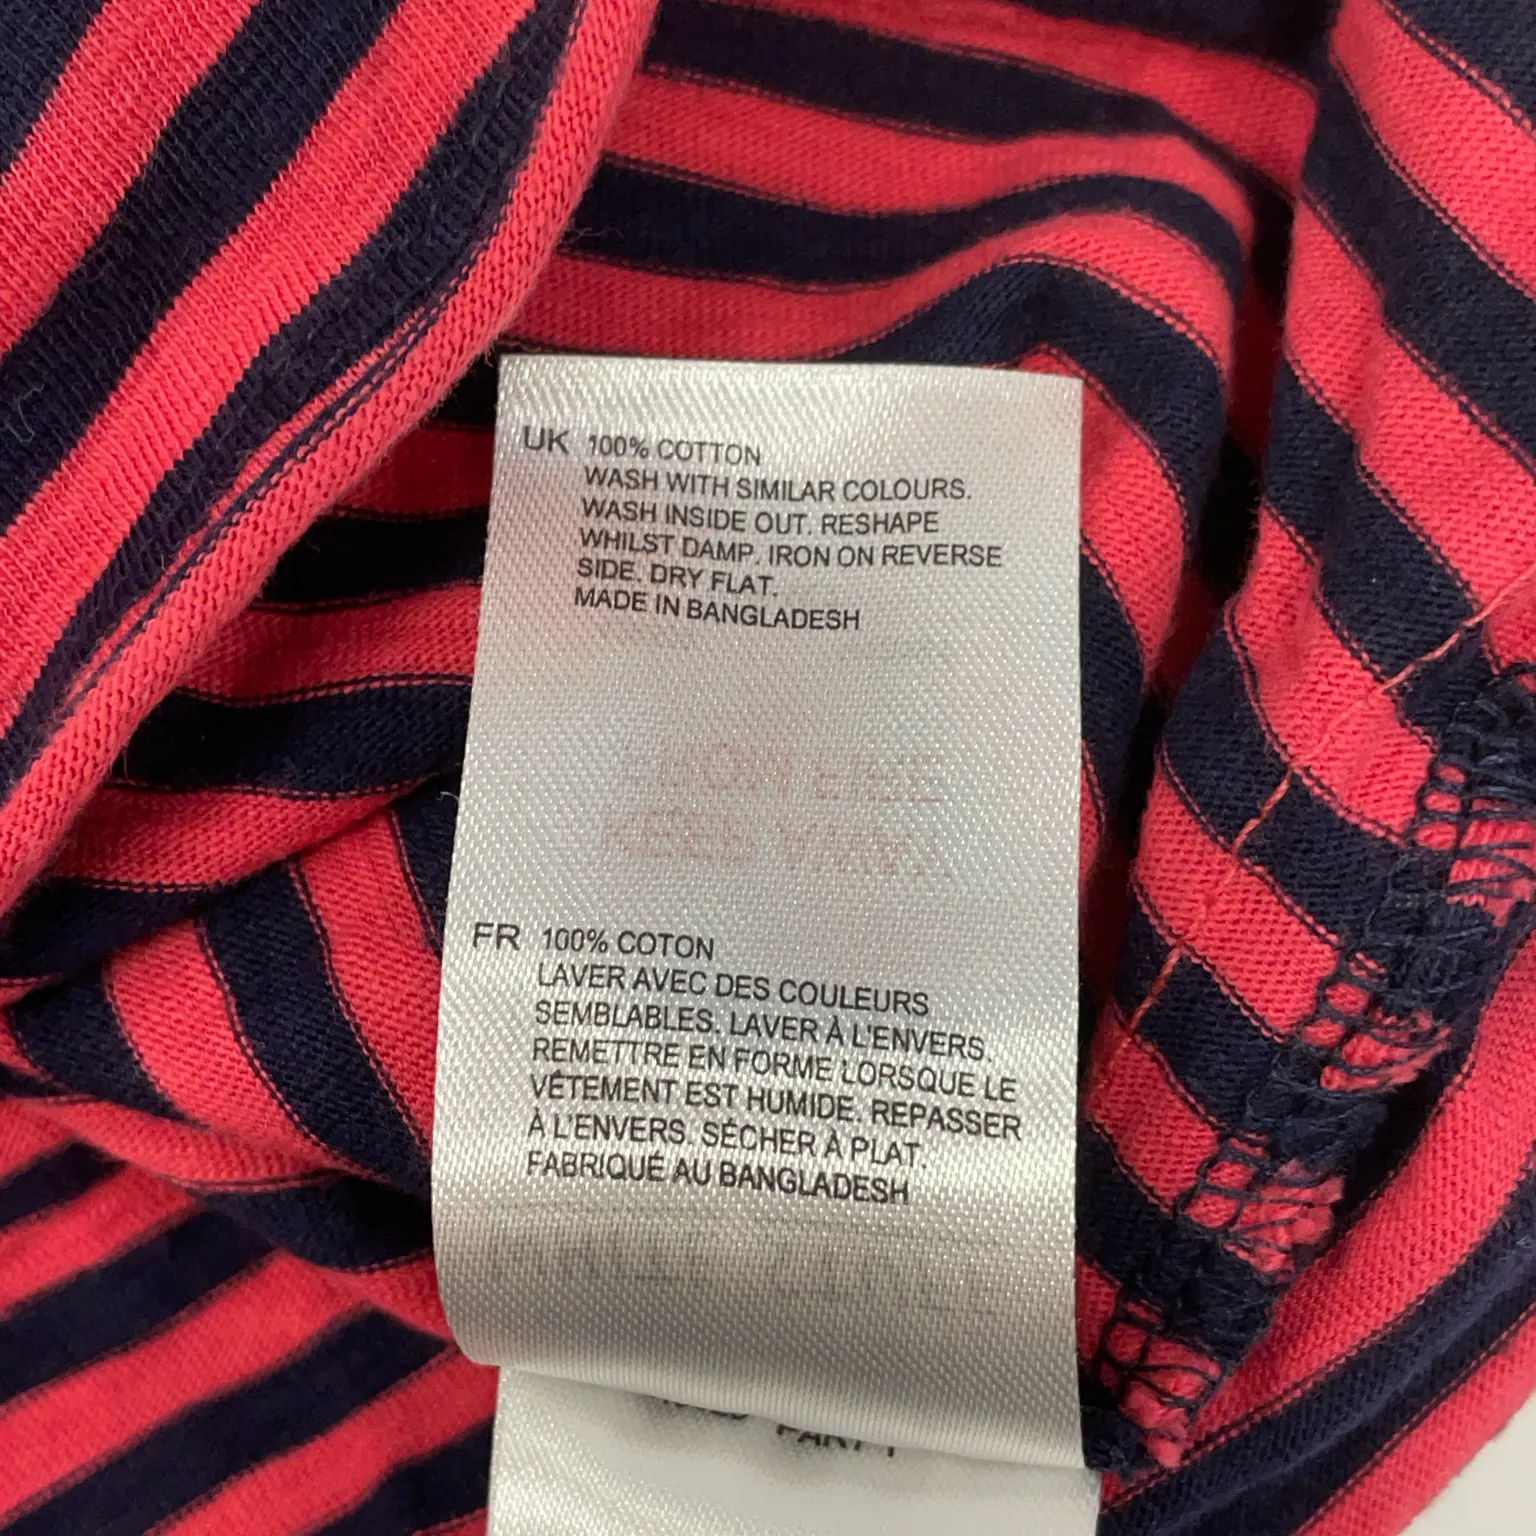 UK 100% COTTON
WASH WITH SIMILAR COLOURS.
WASH INSIDE OUT. RESHAPE
WHILST DAMP. IRON ON REVERSE
SIDE. DRY FLAT.
MADE IN BANGLADESH
FR 100% COTON
LAVER AVEC DES COULEURS
SEMBLABLES. LAVER À L'ENVERS.
REMETTRE EN FORME LORSQUE LE
VÊTEMENT EST HUMIDE. REPASSER
À L'ENVERS. SÉCHER À PLAT.
FABRIQUÉ AU BANGLADESH